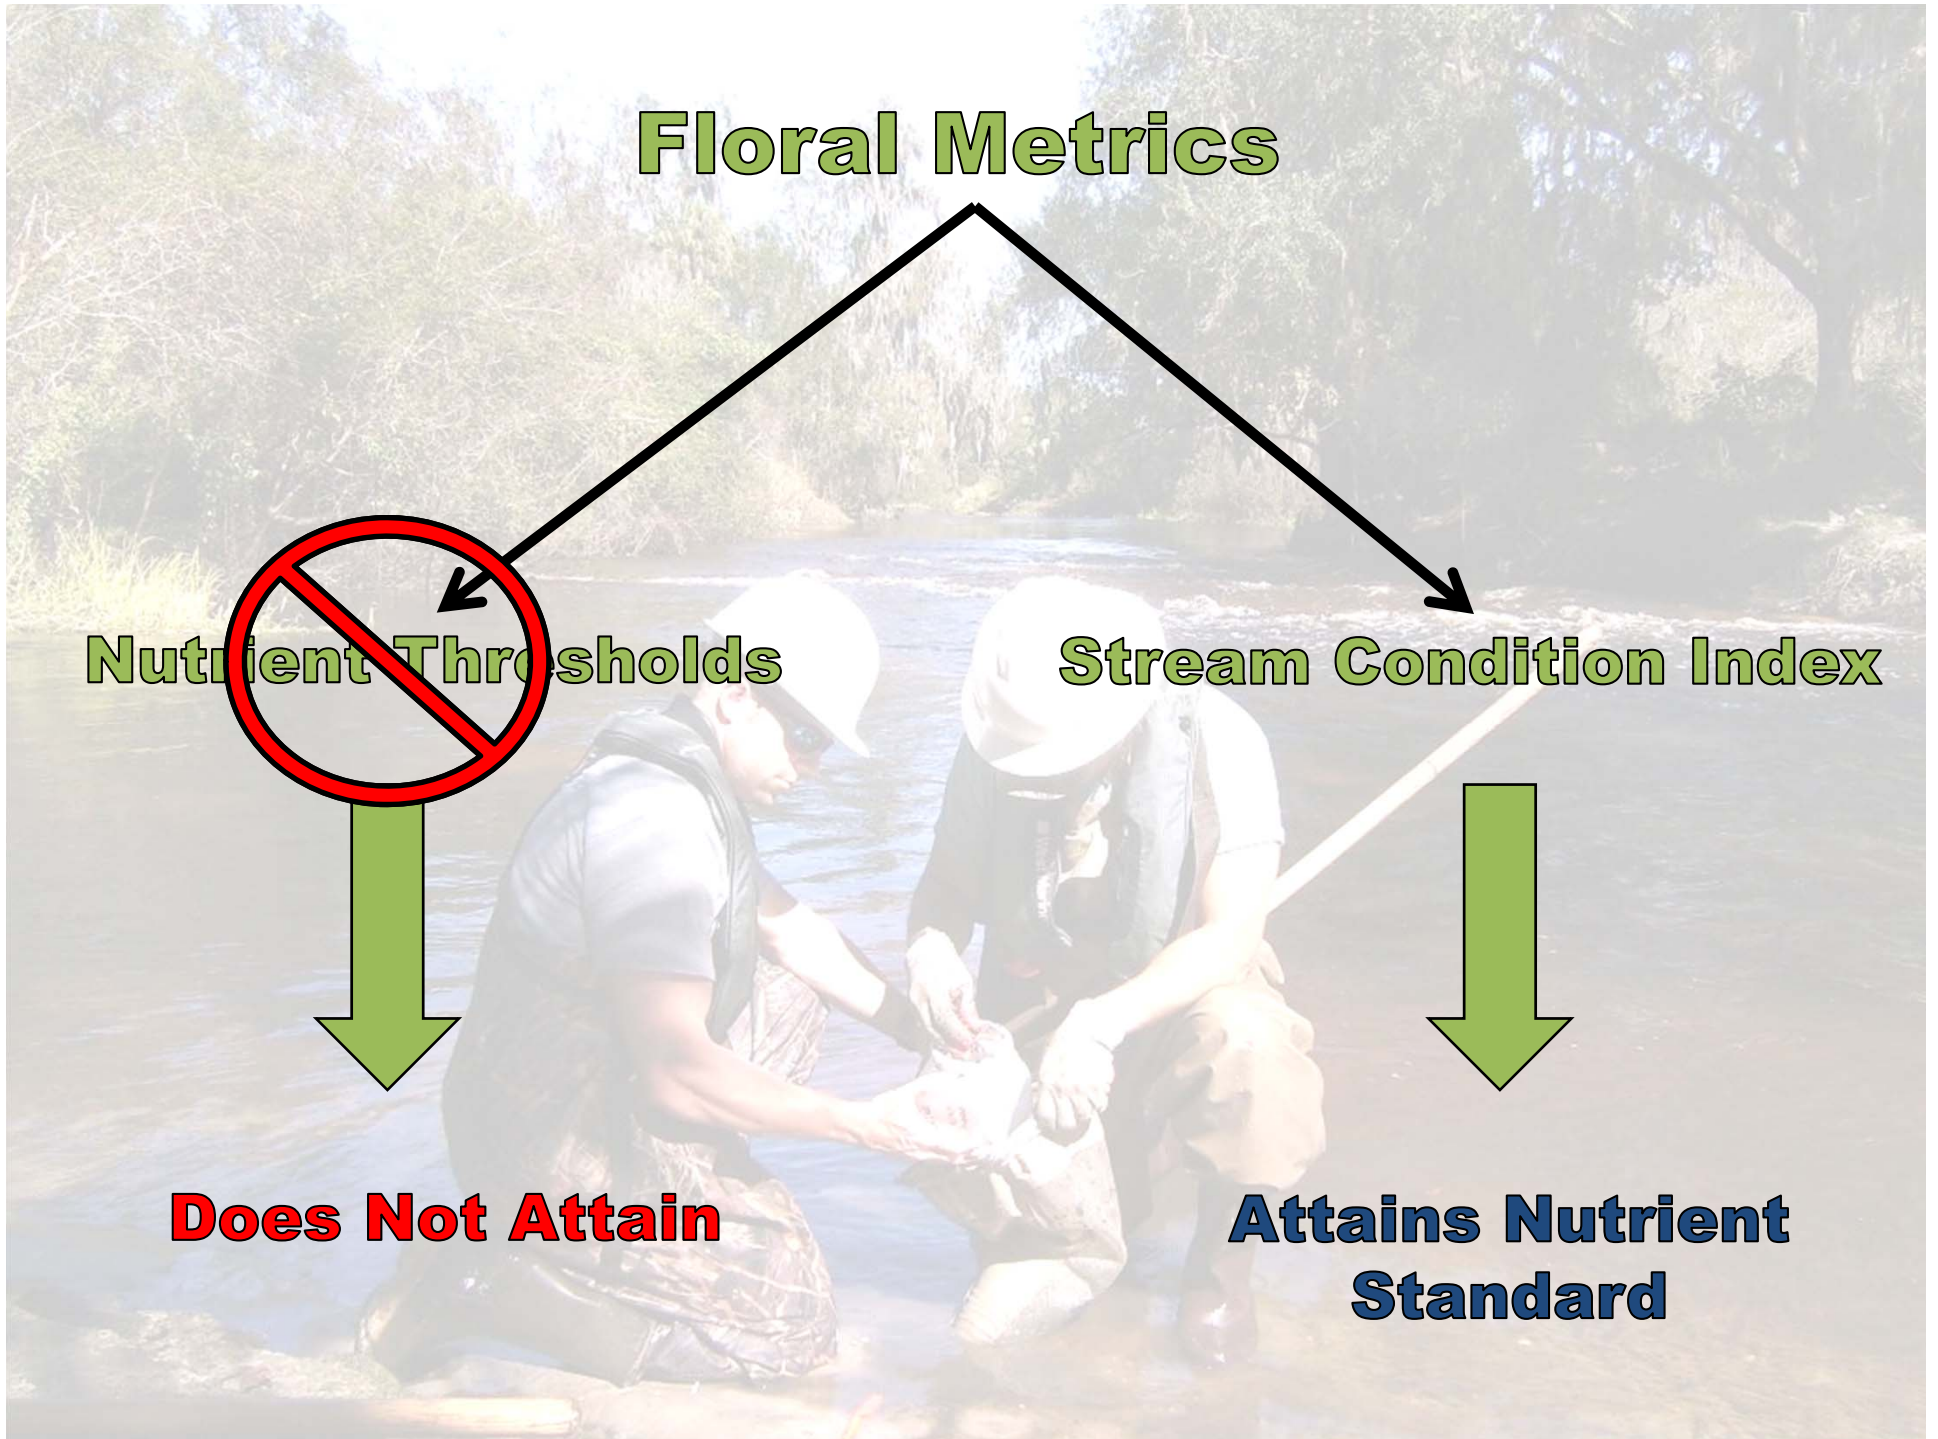 Floral Metrics
Nutrient Thresholds
Stream Condition Index
Does Not Attain
Attains Nutrient
Standard